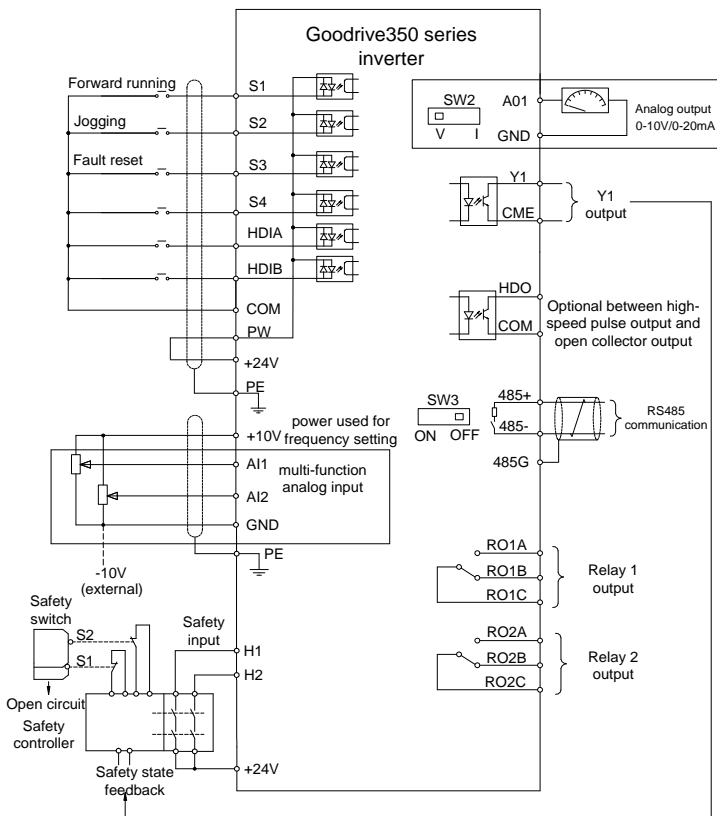 Goodrive350 series
inverter
Forward running
S1
Jogging
S2
Fault reset
S3
S4
HDIA
HDIB
COM
PW
+24V
PE
SW2
V I
A01
GND
Analog output
0-10V/0-20mA
Y1
CME
Y1
output
HDO
COM
Optional between high-
speed pulse output and
open collector output
SW3
ON OFF
485+
485-
485G
RS485
communication
+10V
power used for
frequency setting
AI1
multi-function
analog input
AI2
GND
PE
-10V
(external)
RO1A
RO1B
RO1C
Relay 1
output
RO2A
RO2B
RO2C
Relay 2
output
Safety
switch
S2
S1
Open circuit
Safety
controller
Safety
input
H1
H2
+24V
Safety state
feedback